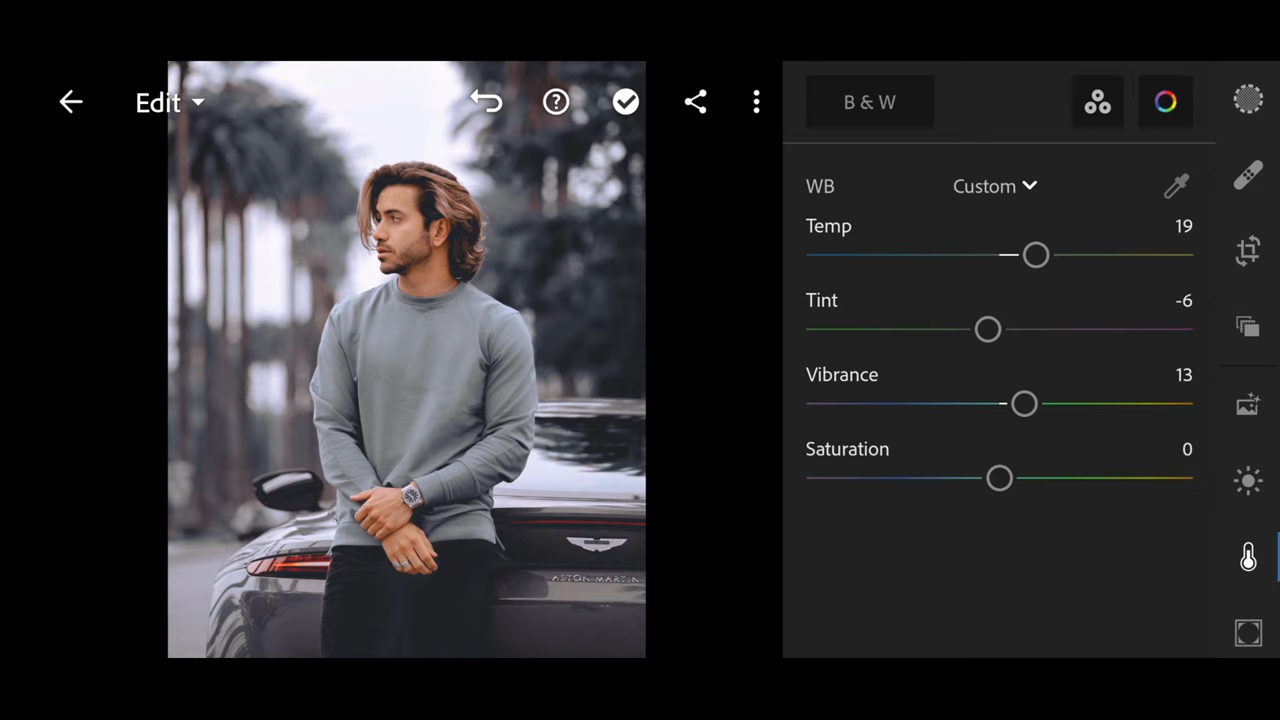 Edit
B & W
WB Custom
Temp 19
Tint -6
Vibrance 13
Saturation 0
ASTON MARTIN